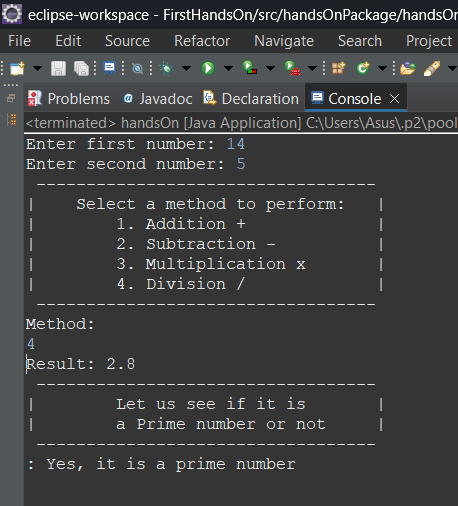 eclipse-workspace - FirstHandsOn/src/handsOnPackage/handsOn
File Edit Source Refactor Navigate Search Project
Problems @ Javadoc Declaration Console ×
<terminated> handsOn [Java Application] C:\Users\Asus\.p2\pool
Enter first number: 14
Enter second number: 5
----------------------------------
| Select a method to perform: |
| 1. Addition + |
| 2. Subtraction - |
| 3. Multiplication x |
| 4. Division / |
----------------------------------
Method:
4
Result: 2.8
----------------------------------
| Let us see if it is |
| a Prime number or not |
----------------------------------
: Yes, it is a prime number